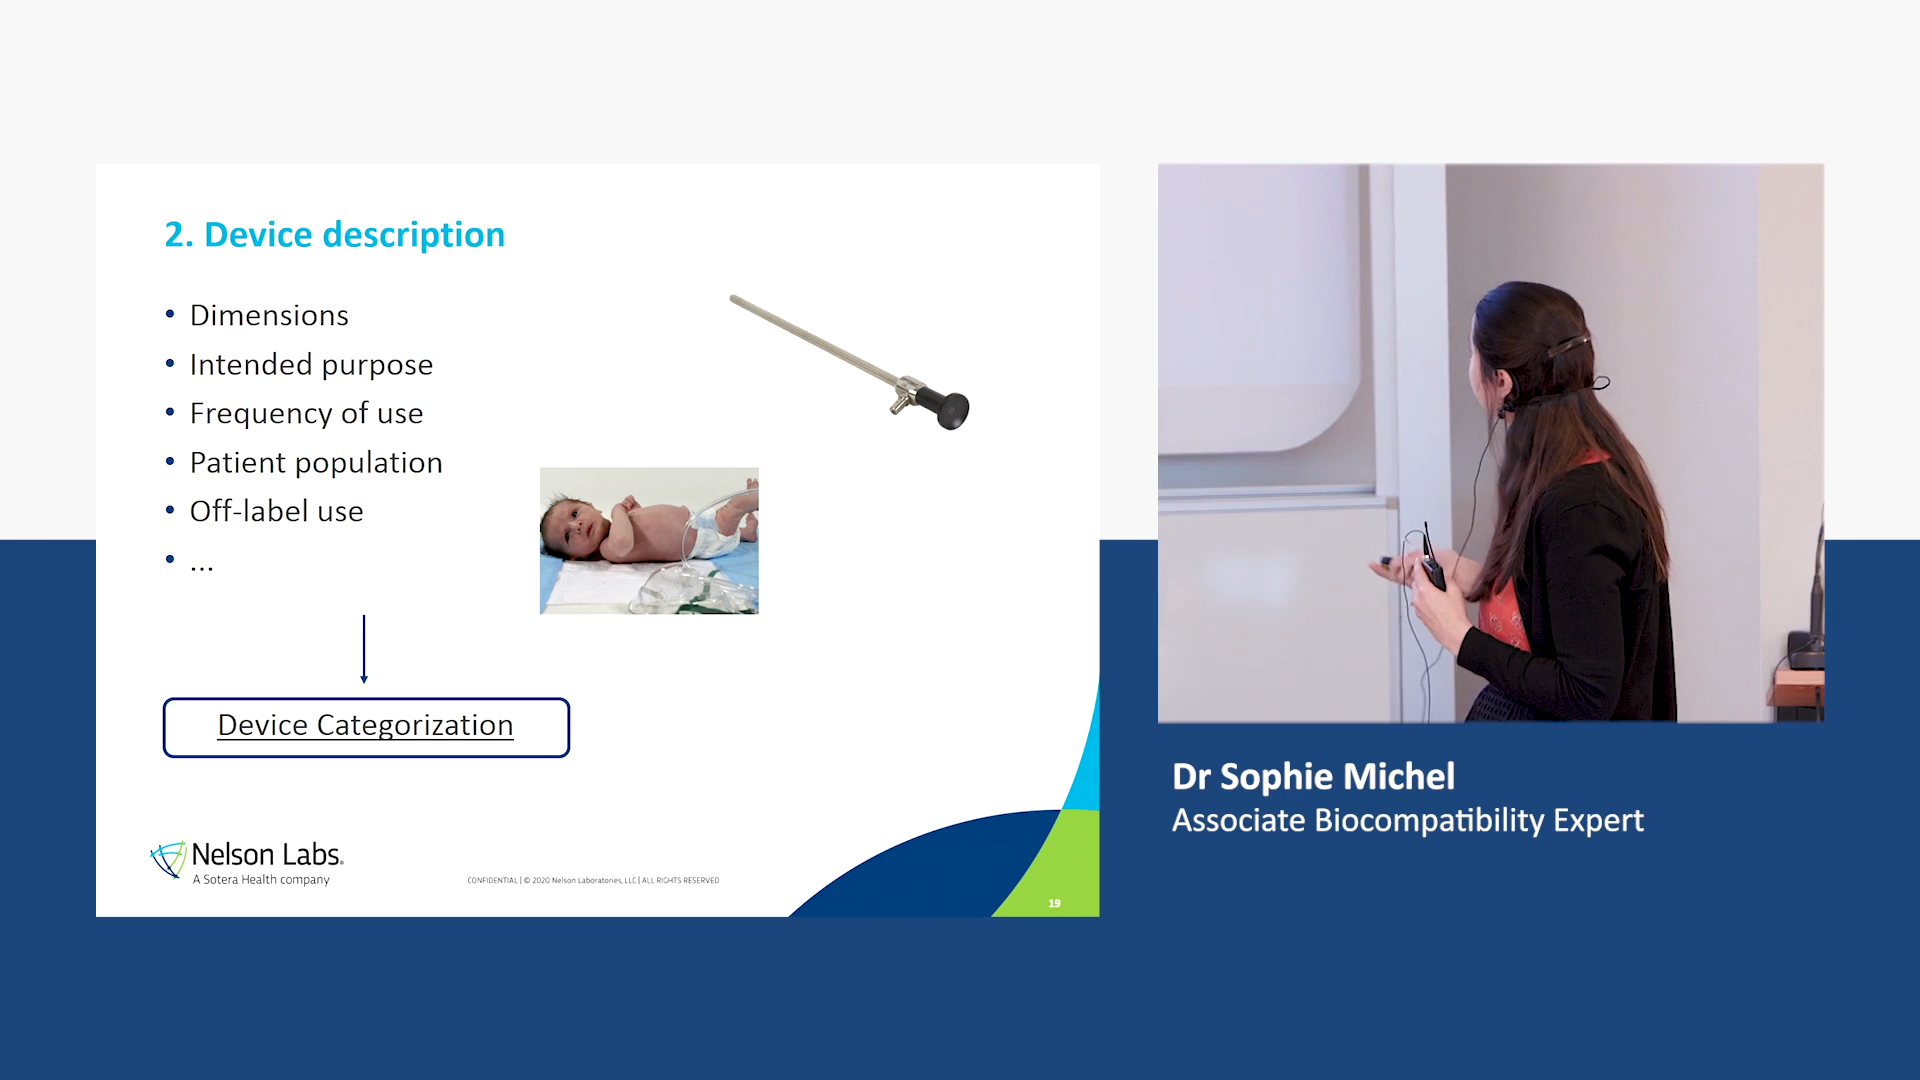 2. Device description
• Dimensions
• Intended purpose
• Frequency of use
• Patient population
• Off-label use
• ...
Device Categorization
Nelson Labs.
A Sotera Health company
CONFIDENTIAL | © 2020 Nelson Laboratories, LLC | ALL RIGHTS RESERVED
19
Dr Sophie Michel
Associate Biocompatibility Expert